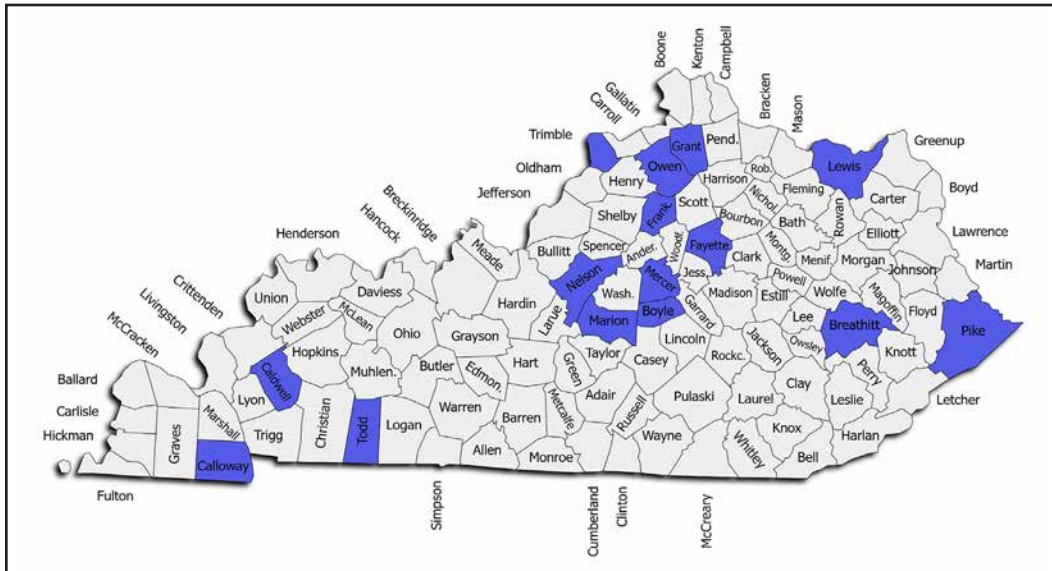 Boone
Kenton
Campbell
Gallatin
Carroll
Bracken
Mason
Trimble
Grant
Pend.
Greenup
Owen
Rob.
Lewis
Oldham
Henry
Harrison
Nichol.
Fleming
Carter
Boyd
Jefferson
Frank.
Scott
Rowan
Breckinridge
Hancock
Shelby
Bourbon
Bath
Elliott
Lawrence
Henderson
Meade
Bullitt
Spencer
Ander.
Woodf.
Fayette
Clark
Montg.
Menif.
Morgan
Martin
Crittenden
Union
Daviess
Nelson
Mercer
Jess.
Powell
Johnson
Livingston
Hardin
Wash.
Madison
Estill
Wolfe
Magoffin
McCracken
Webster
McLean
Ohio
Larue
Marion
Boyle
Garrard
Lee
Breathitt
Floyd
Pike
Hopkins
Grayson
Lincoln
Jackson
Owsley
Knott
Ballard
Caldwell
Muhlen.
Butler
Edmon.
Hart
Green
Taylor
Casey
Rockc.
Perry
Carlisle
Lyon
Clay
Letcher
Marshall
Christian
Todd
Logan
Warren
Barren
Metcalfe
Adair
Russell
Pulaski
Laurel
Leslie
Hickman
Graves
Trigg
Knox
Harlan
Calloway
Allen
Monroe
Wayne
Whitley
Bell
Fulton
Simpson
Cumberland
Clinton
McCreary